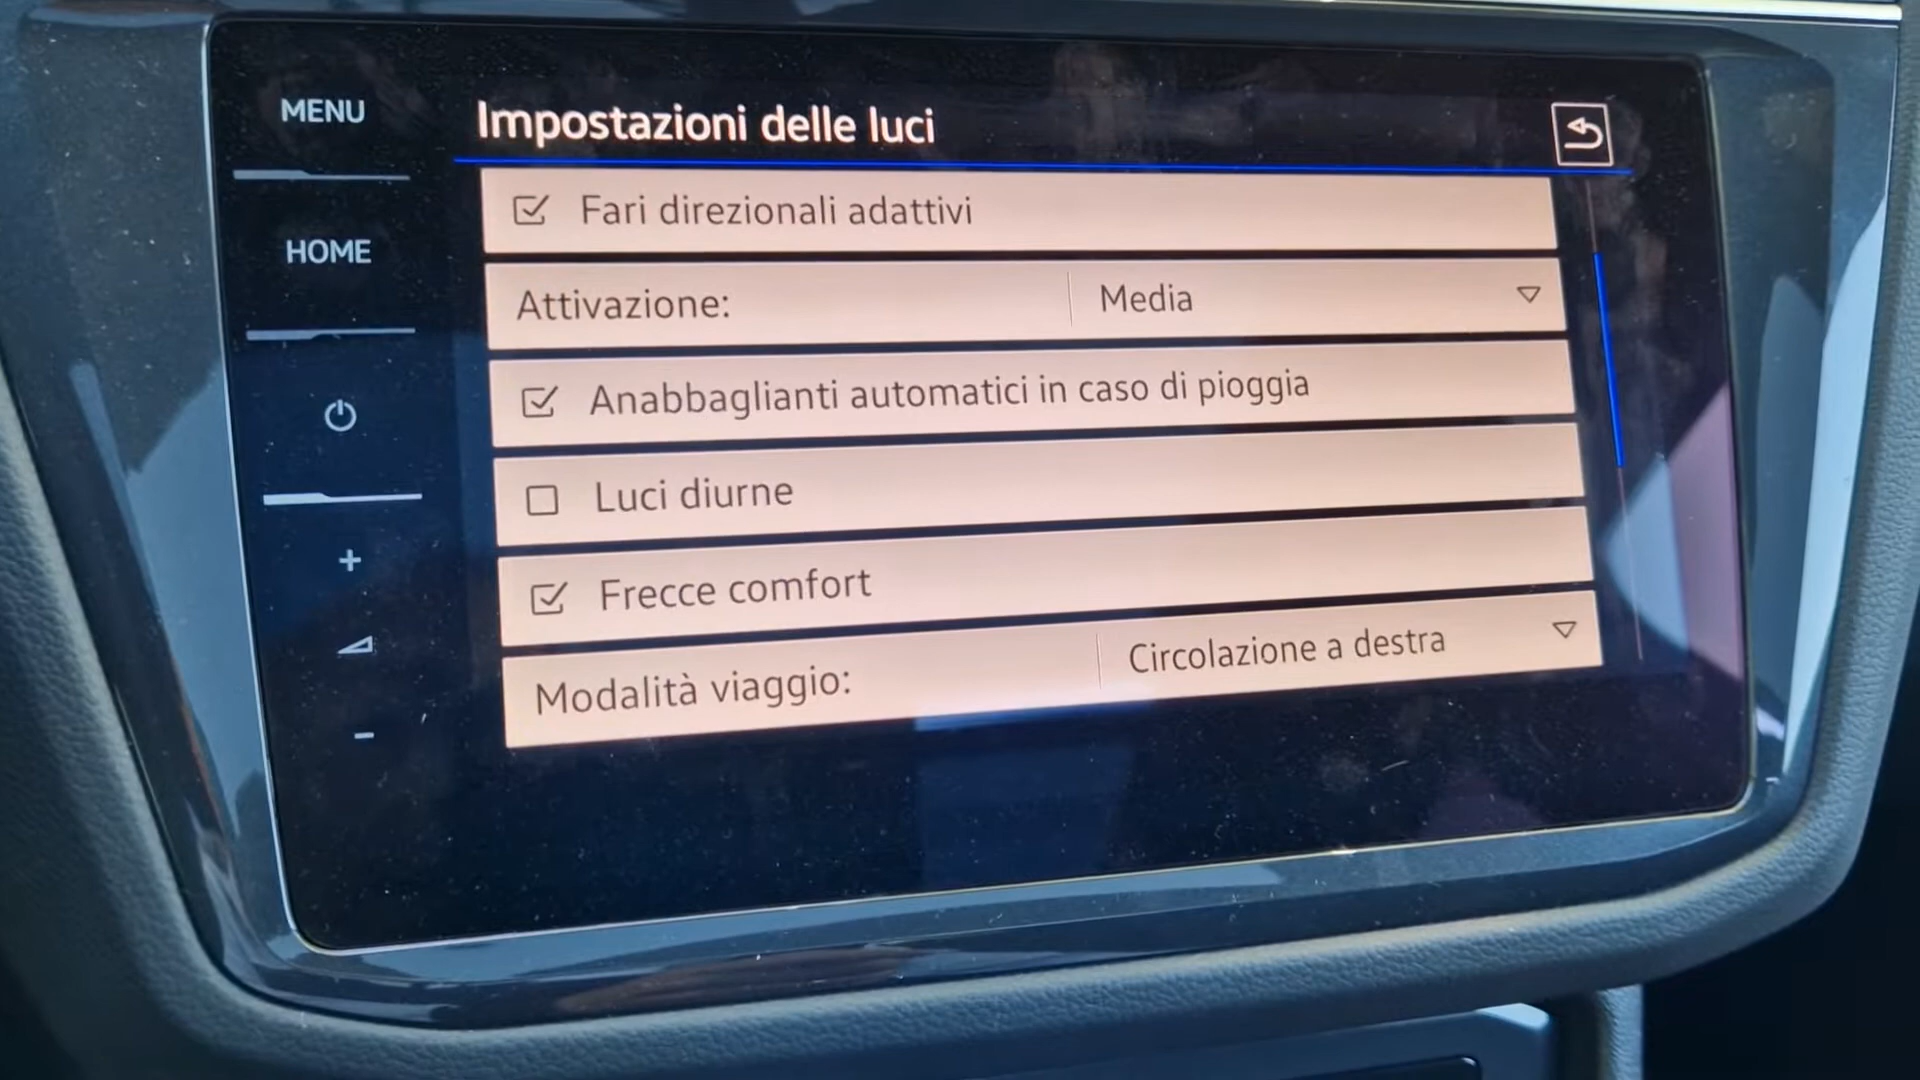 MENU
HOME
Impostazioni delle luci
Fari direzionali adattivi
Attivazione: Media
Anabbaglianti automatici in caso di pioggia
Luci diurne
Frecce comfort
Modalità viaggio: Circolazione a destra
+
-